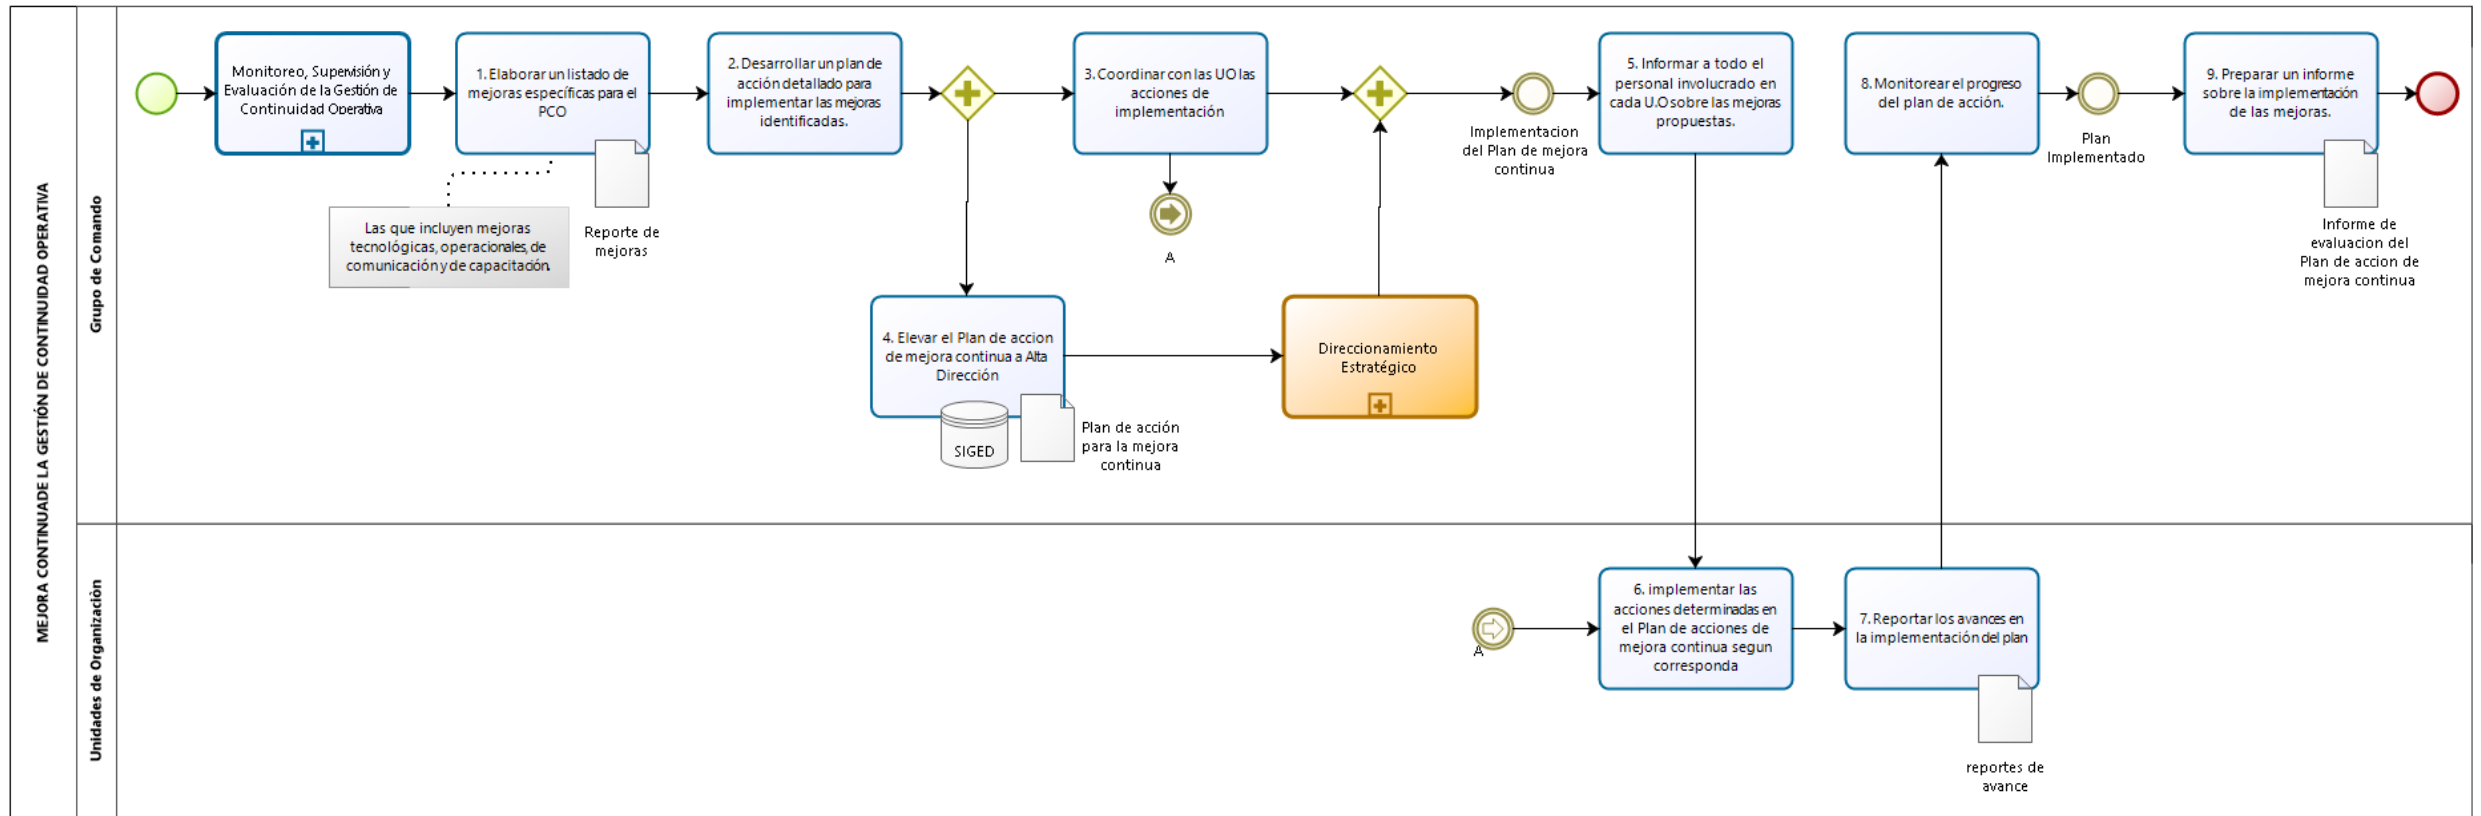 MEJORA CONTINUADE LA GESTIÓN DE CONTINUIDAD OPERATIVA
Grupo de Comando
Monitoreo, Supervisión y
Evaluación de la Gestión de
Continuidad Operativa
1. Elaborar un listado de
mejoras específicas para el
PCO
Las que incluyen mejoras
tecnológicas, operacionales, de
comunicación y de capacitación.
Reporte de
mejoras
2. Desarrollar un plan de
acción detallado para
implementar las mejoras
identificadas.
3. Coordinar con las UO las
acciones de
implementación
A
4. Elevar el Plan de accion
de mejora continua a Alta
Dirección
SIGED
Plan de acción
para la mejora
continua
Direccionamiento
Estratégico
Implementacion
del Plan de mejora
continua
5. Informar a todo el
personal involucrado en
cada U.O sobre las mejoras
propuestas.
8. Monitorear el progreso
del plan de acción.
Plan
Implementado
9. Preparar un informe
sobre la implementación
de las mejoras.
Informe de
evaluacion del
Plan de accion de
mejora continua
Unidades de Organización
A
6. implementar las
acciones determinadas en
el Plan de acciones de
mejora continua segun
corresponda
7. Reportar los avances en
la implementación del plan
reportes de
avance